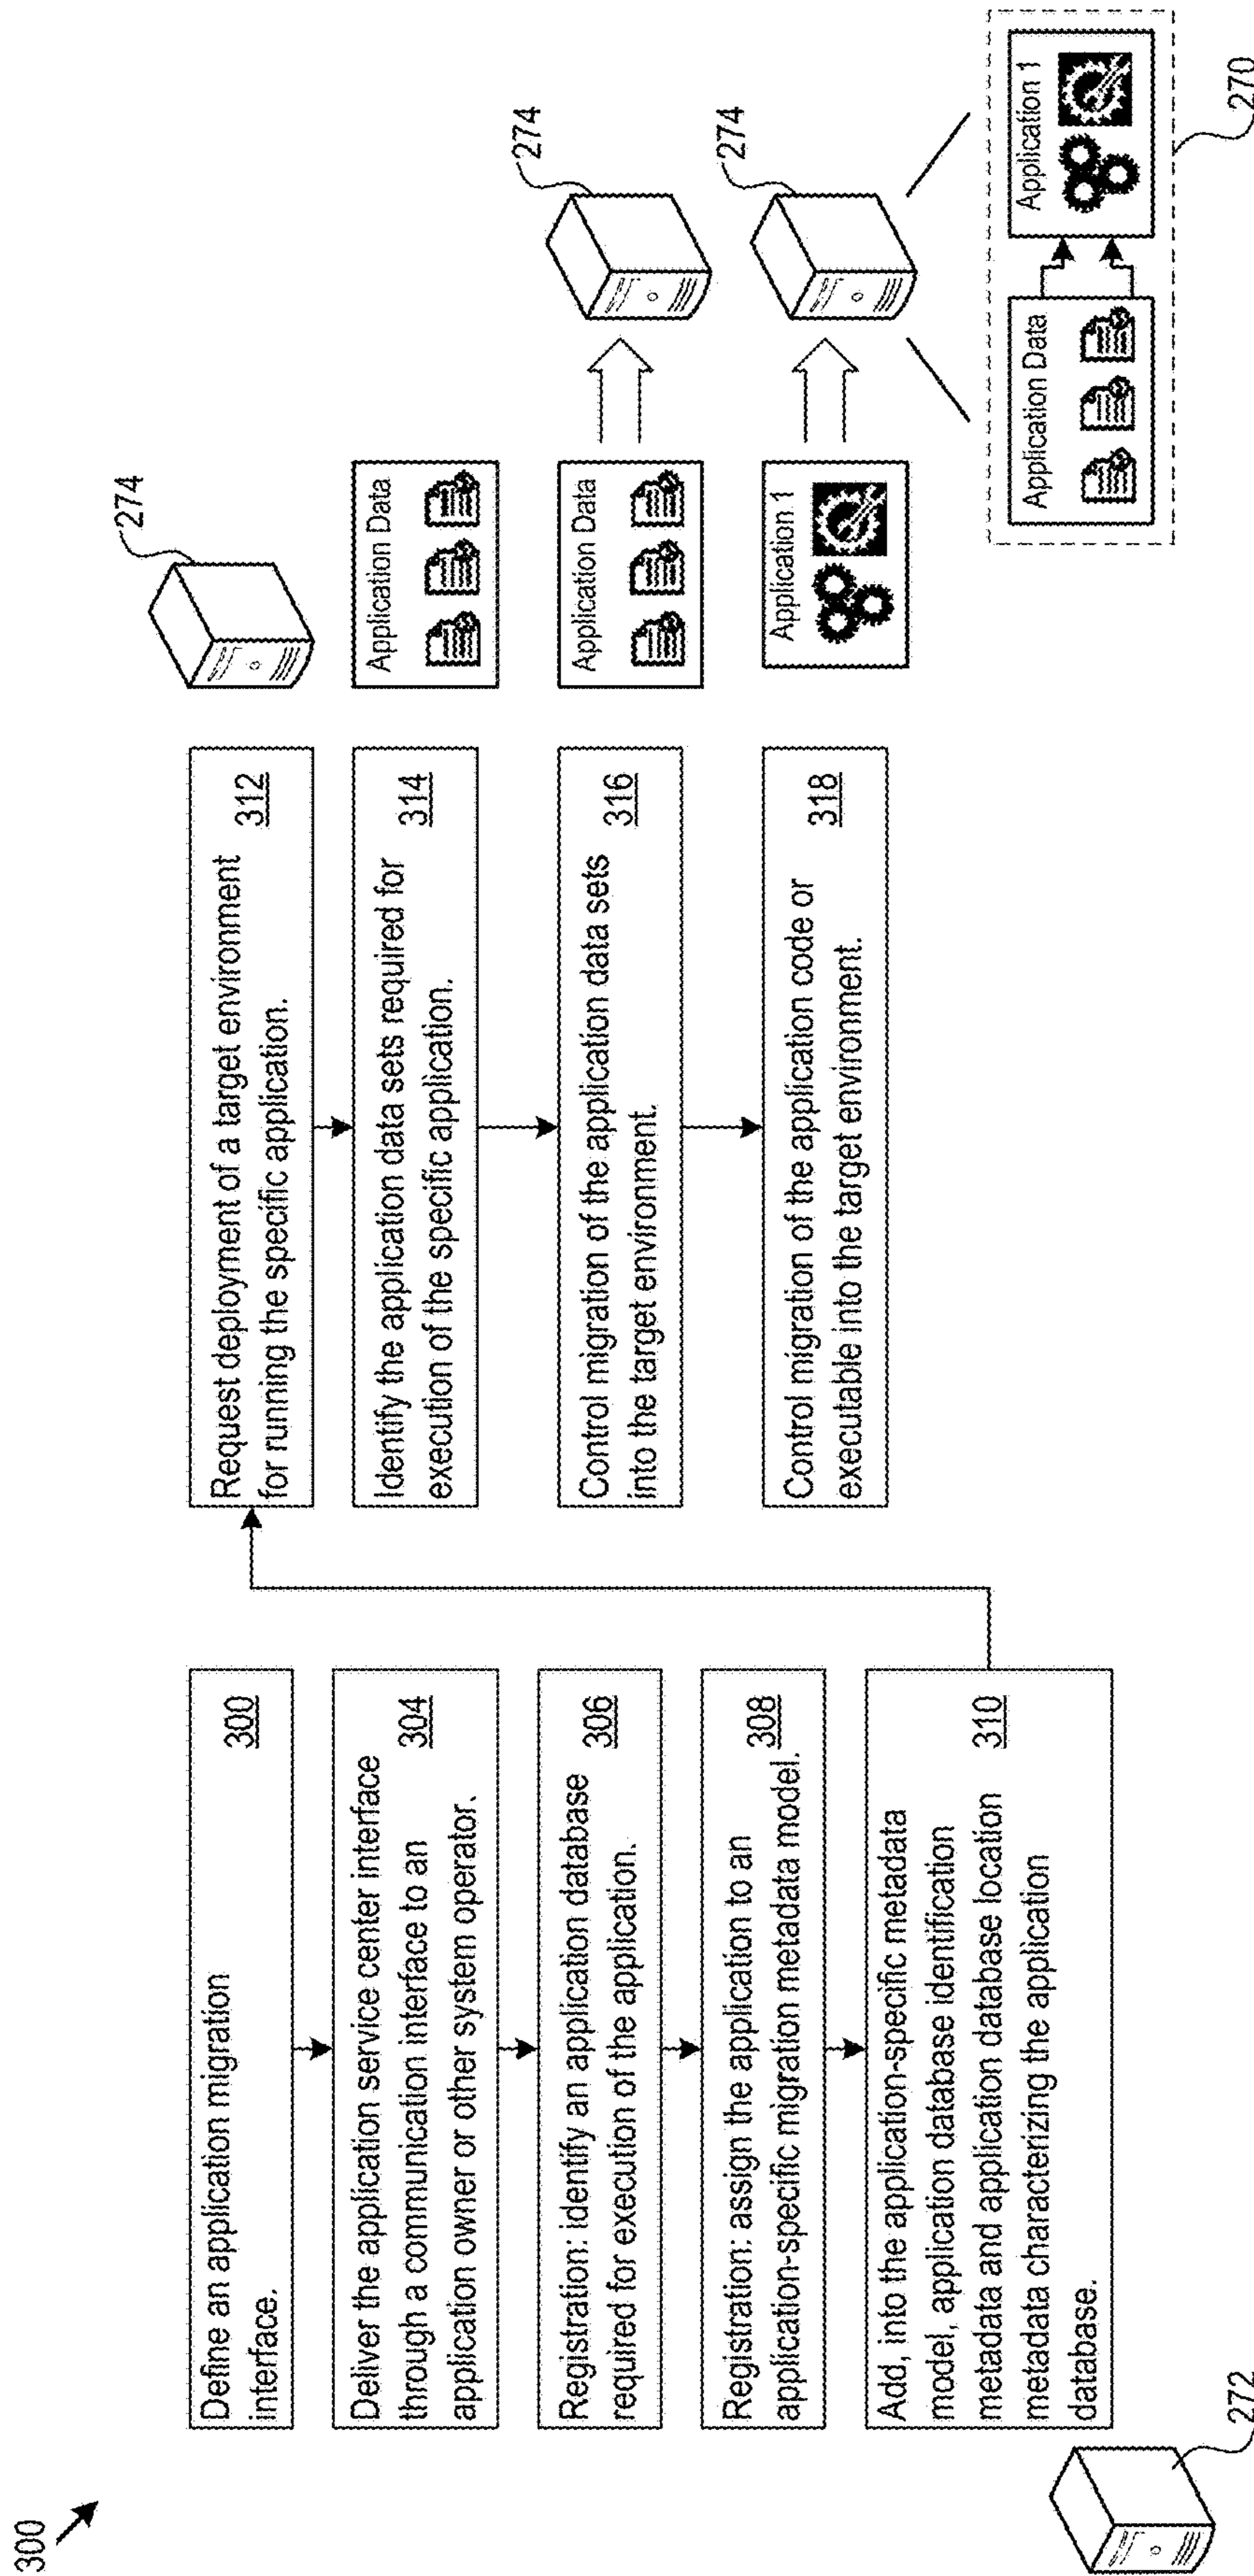 300
Define an application migration
interface.
300
Deliver the application service center interface
through a communication interface to an
304
application owner or other system operator.
Registration: identify an application database
required for execution of the application.
306
Registration: assign the application to an
308
application-specific migration metadata model.
Add, into the application-specific metadata
model, application database identification
310
metadata and application database location
metadata characterizing the application
database.
272
Request deployment of a target environment
312
for running the specific application.
Identify the application data sets required for
314
execution of the specific application.
Control migration of the application data sets
316
into the target environment.
Control migration of the application code or
318
executable into the target environment.
274
Application Data
Application Data
274
Application 1
274
Application Data
Application 1
270